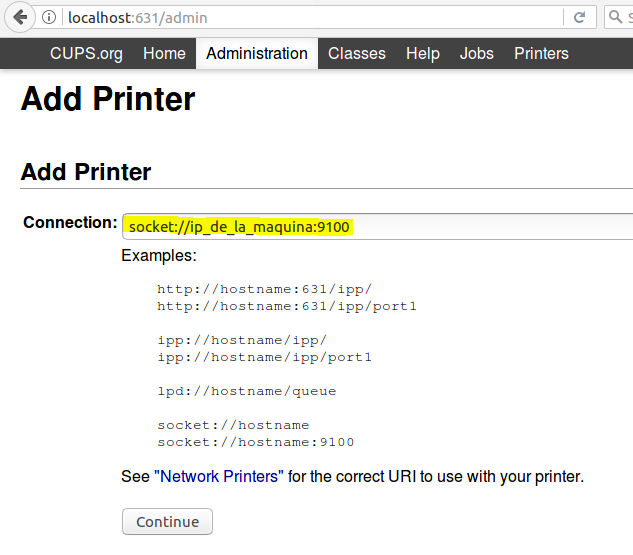 localhost:631/admin
S
CUPS.org Home Administration Classes Help Jobs Printers
Add Printer
Add Printer
Connection: socket://ip_de_la_maquina:9100
Examples:
http://hostname:631/ipp/
http://hostname:631/ipp/port1
ipp://hostname/ipp/
ipp://hostname/ipp/port1
lpd://hostname/queue
socket://hostname
socket://hostname:9100
See "Network Printers" for the correct URI to use with your printer.
Continue